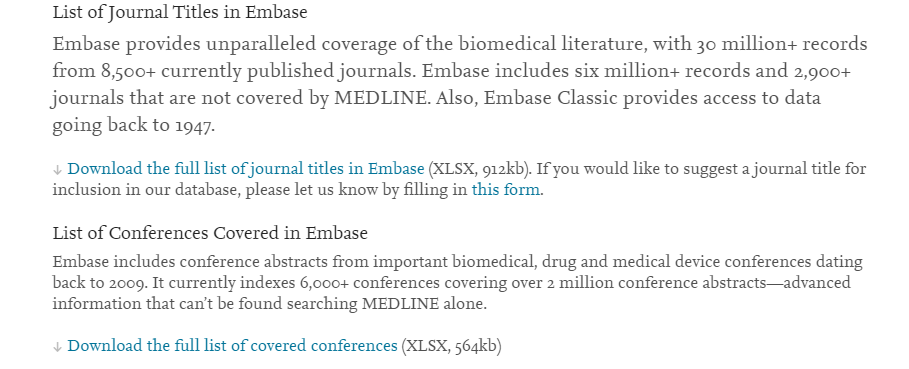 List of Journal Titles in Embase
Embase provides unparalleled coverage of the biomedical literature, with 30 million+ records
from 8,500+ currently published journals. Embase includes six million+ records and 2,900+
journals that are not covered by MEDLINE. Also, Embase Classic provides access to data
going back to 1947.
↓ Download the full list of journal titles in Embase (XLSX, 912kb). If you would like to suggest a journal title for
inclusion in our database, please let us know by filling in this form.
List of Conferences Covered in Embase
Embase includes conference abstracts from important biomedical, drug and medical device conferences dating
back to 2009. It currently indexes 6,000+ conferences covering over 2 million conference abstracts—advanced
information that can't be found searching MEDLINE alone.
↓ Download the full list of covered conferences (XLSX, 564kb)